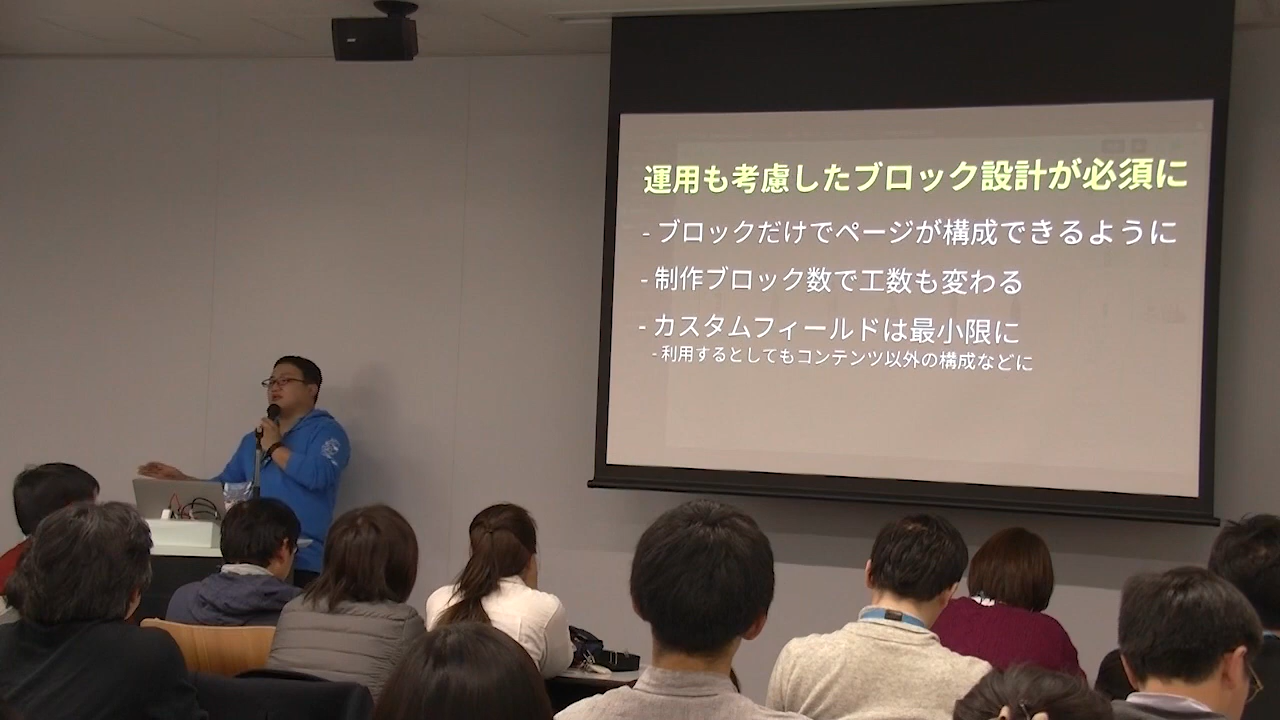 運用も考慮したブロック設計が必須に
- ブロックだけでページが構成できるように
- 制作ブロック数で工数も変わる
- カスタムフィールドは最小限に
- 利用するとしてもコンテンツ以外の構成などに